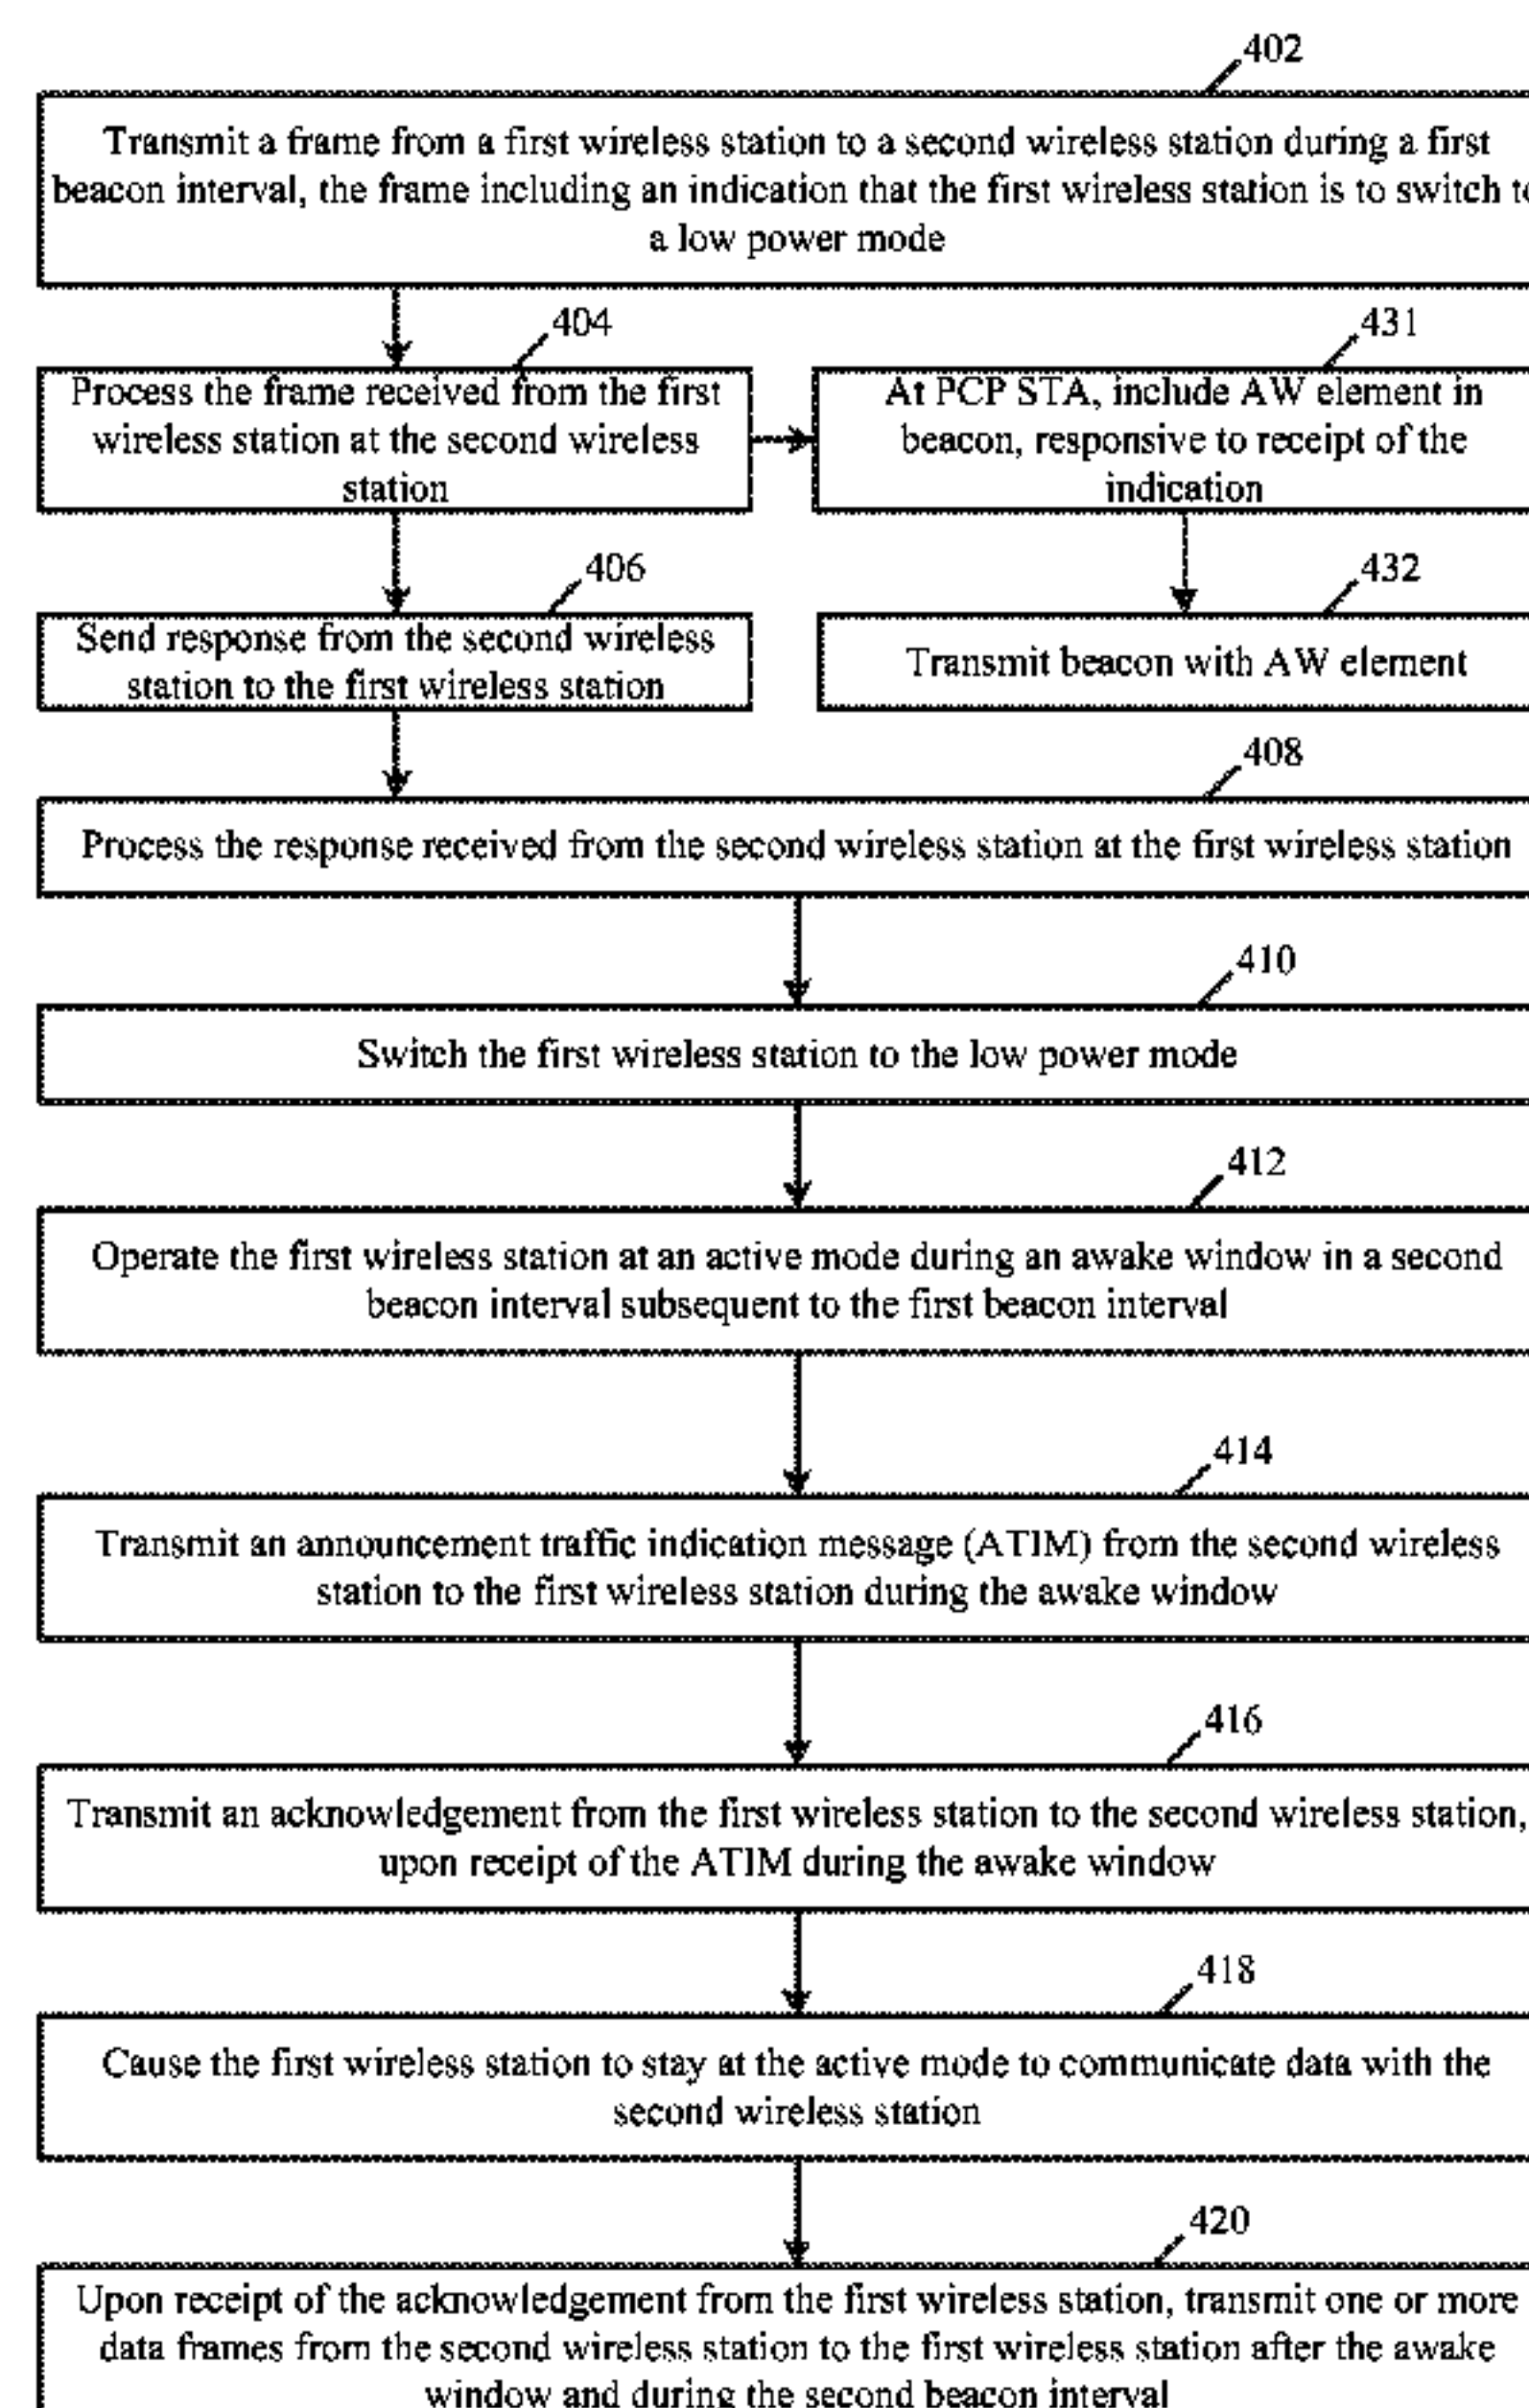 402
Transmit a frame from a first wireless station to a second wireless station during a first
beacon interval, the frame including an indication that the first wireless station is to switch to
a low power mode
404
Process the frame received from the first
wireless station at the second wireless
station
431
At PCP STA, include AW element in
beacon, responsive to receipt of the
indication
406
Send response from the second wireless
station to the first wireless station
432
Transmit beacon with AW element
408
Process the response received from the second wireless station at the first wireless station
410
Switch the first wireless station to the low power mode
412
Operate the first wireless station at an active mode during an awake window in a second
beacon interval subsequent to the first beacon interval
414
Transmit an announcement traffic indication message (ATIM) from the second wireless
station to the first wireless station during the awake window
416
Transmit an acknowledgement from the first wireless station to the second wireless station,
upon receipt of the ATIM during the awake window
418
Cause the first wireless station to stay at the active mode to communicate data with the
second wireless station
420
Upon receipt of the acknowledgement from the first wireless station, transmit one or more
data frames from the second wireless station to the first wireless station after the awake
window and during the second beacon interval